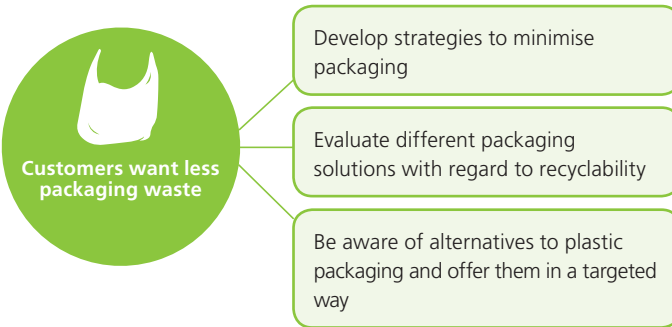 Customers want less
packaging waste
Develop strategies to minimise
packaging
Evaluate different packaging
solutions with regard to recyclability
Be aware of alternatives to plastic
packaging and offer them in a targeted
way